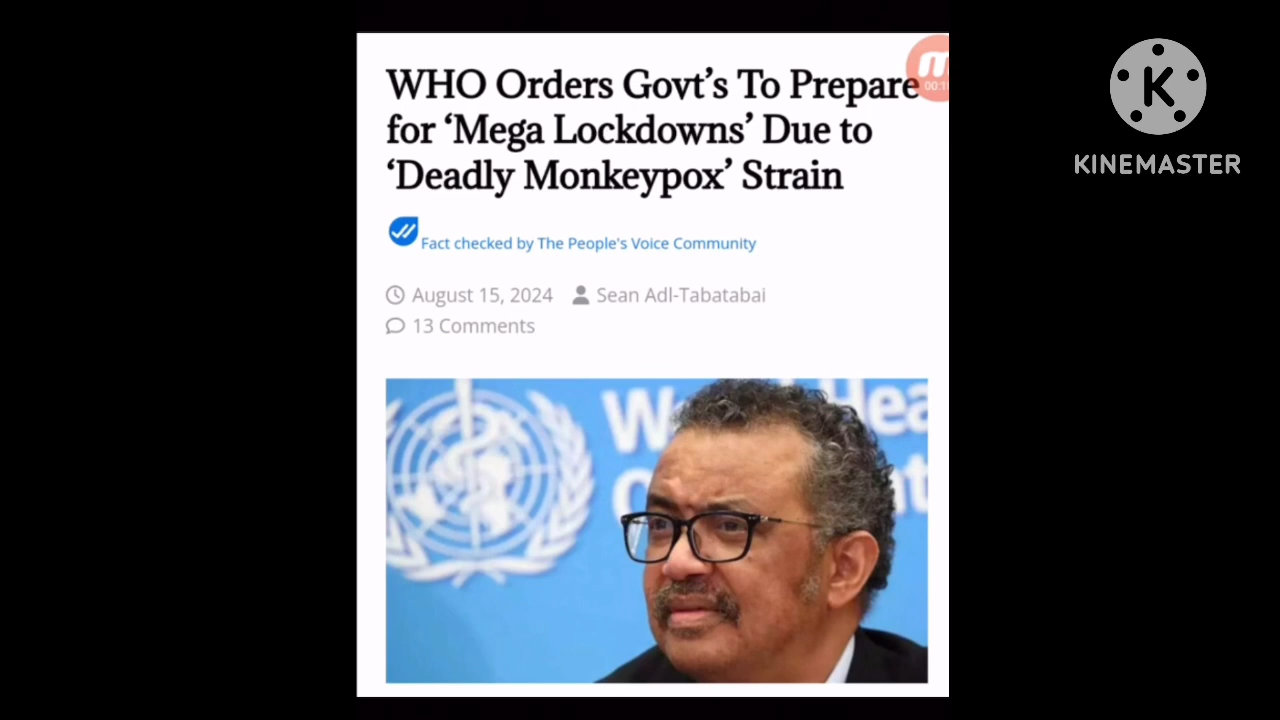 WHO Orders Govt's To Prepare
for ‘Mega Lockdowns’ Due to
‘Deadly Monkeypox’ Strain
Fact checked by The People's Voice Community
August 15, 2024 Sean Adl-Tabatabai
13 Comments
K
KINEMASTER